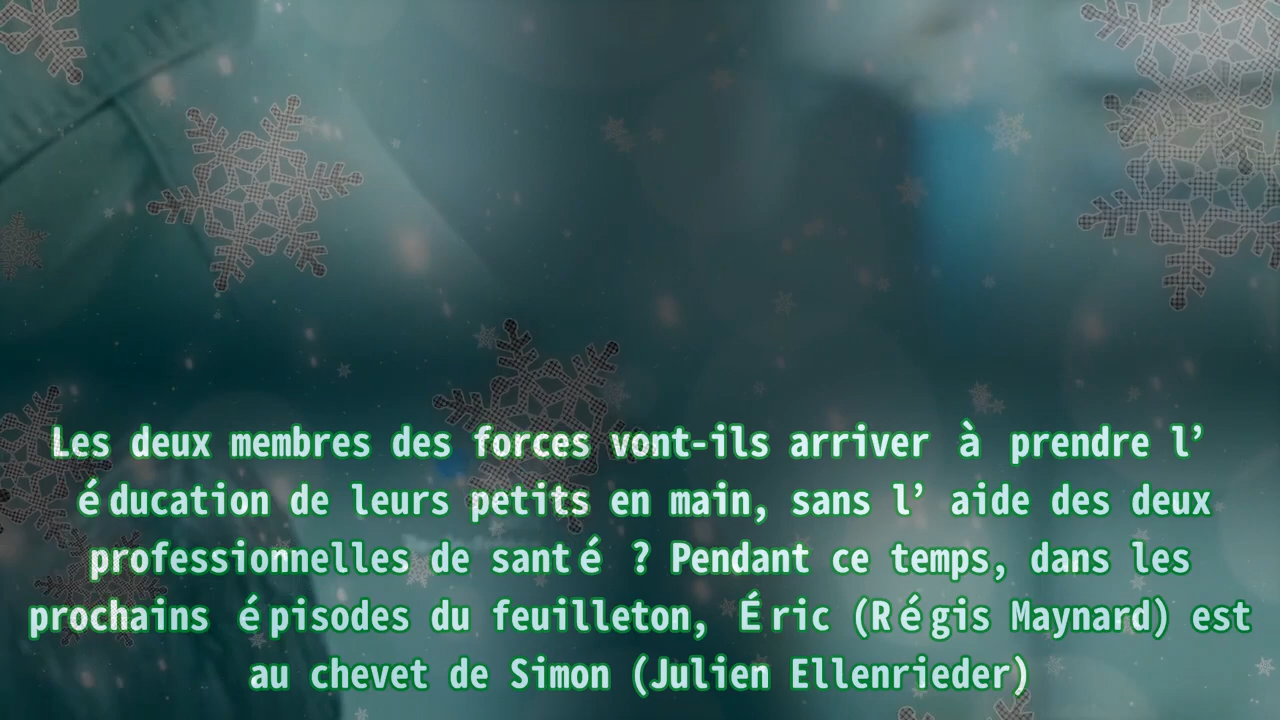 Les deux membres des forces vont-ils arriver à prendre l’
éducation de leurs petits en main, sans l’ aide des deux
professionnelles de santé ? Pendant ce temps, dans les
prochains épisodes du feuilleton, Éric (Régis Maynard) est
au chevet de Simon (Julien Ellenrieder)